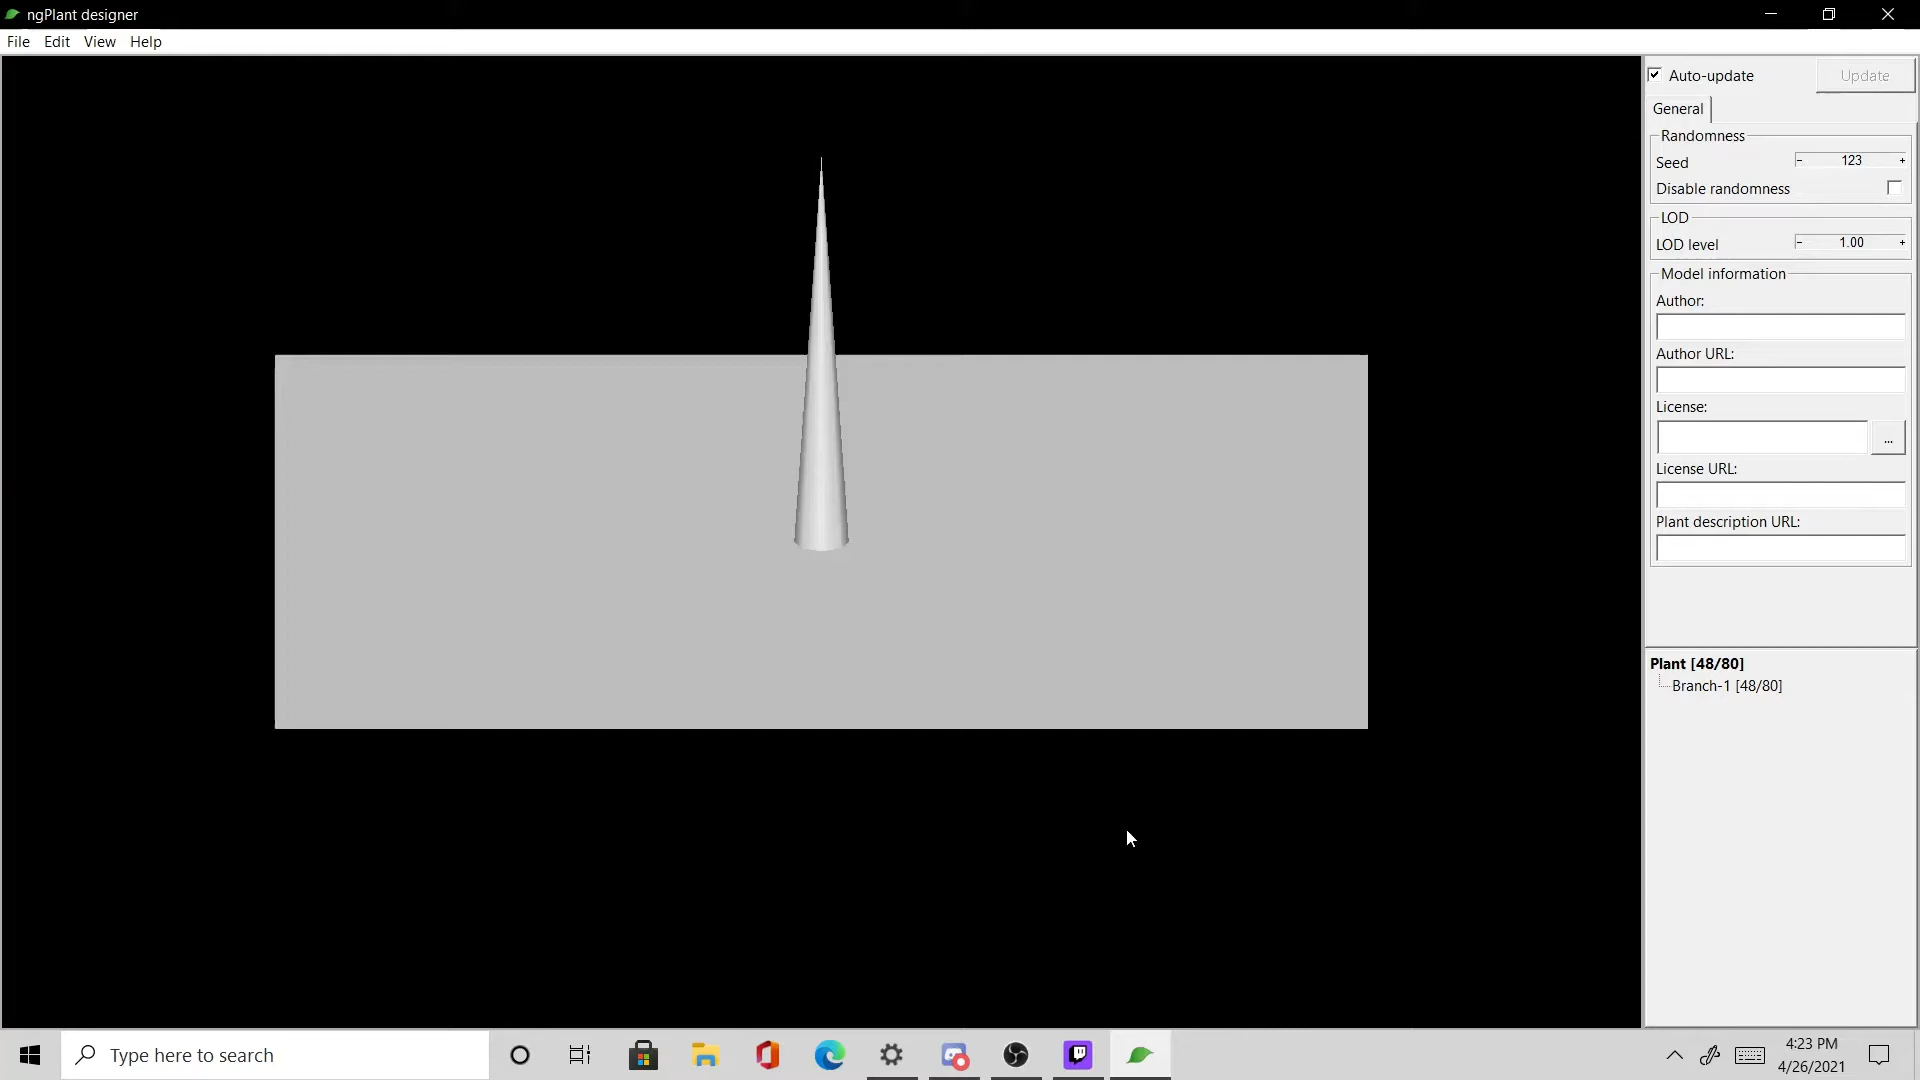 ngPlant designer
File Edit View Help
Auto-update Update
General
Randomness
Seed - 123 +
Disable randomness
LOD
LOD level - 1.00 +
Model information
Author:
Author URL:
License:
...
License URL:
Plant description URL:
Plant [48/80]
Branch-1 [48/80]
Type here to search
4:23 PM
4/26/2021